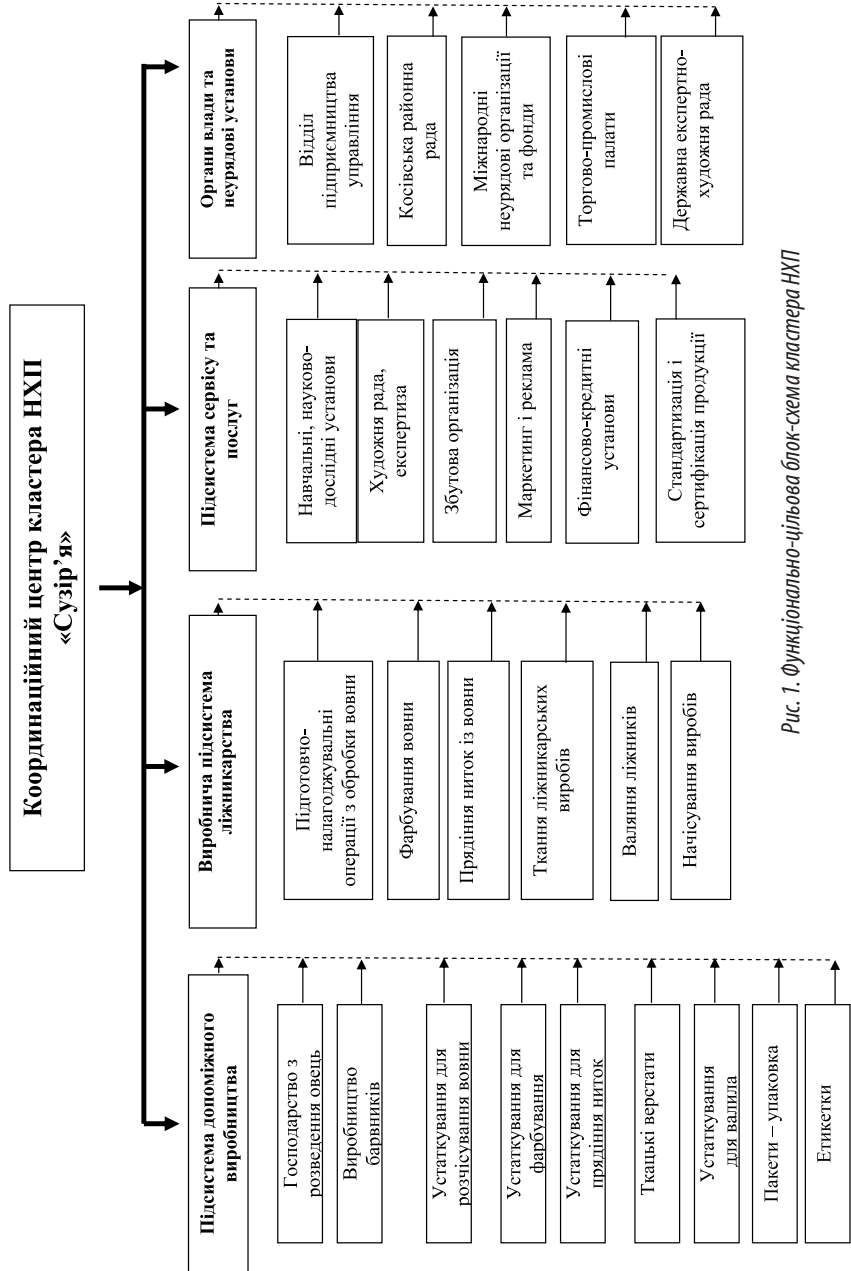 Координаційний центр кластера НХП
«Сузір’я»
Підсистема допоміжного
виробництва
Господарство з
розведення овець
Виробництво
барвників
Устаткування для
розчісування вовни
Устаткування для
фарбування
Устаткування для
прядіння ниток
Ткацькі верстати
Устаткування
для валила
Пакети – упаковка
Етикетки
Виробнича підсистема
ліжникарства
Підготовчо-
налагоджувальні
операції з обробки вовни
Фарбування вовни
Прядіння ниток із вовни
Ткання ліжникарських
виробів
Валяння ліжників
Начісування виробів
Підсистема сервісу та
послуг
Навчальні, науково-
дослідні установи
Художня рада,
експертиза
Збутова організація
Маркетинг і реклама
Фінансово-кредитні
установи
Стандартизація і
сертифікація продукції
Органи влади та
неурядові установи
Відділ
підприємництва
управління
Косівська районна
рада
Міжнародні
неурядові організації
та фонди
Торгово-промислові
палати
Державна експертно-
художня рада
Рис. 1. Функціонально-цільова блок-схема кластера НХП